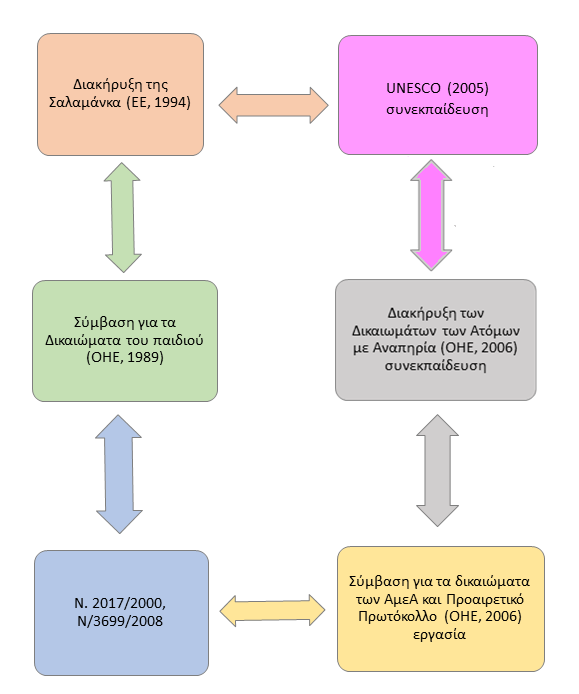 Διακήρυξη της
Σαλαμάνκα (ΕΕ, 1994)
UNESCO (2005)
συνεκπαίδευση
Σύμβαση για τα
Δικαιώματα του παιδιού
(ΟΗΕ, 1989)
Διακήρυξη των
Δικαιωμάτων των Ατόμων
με Αναπηρία (ΟΗΕ, 2006)
συνεκπαίδευση
Ν. 2017/2000,
Ν/3699/2008
Σύμβαση για τα δικαιώματα
των ΑμεΑ και Προαιρετικό
Πρωτόκολλο (ΟΗΕ, 2006)
εργασία